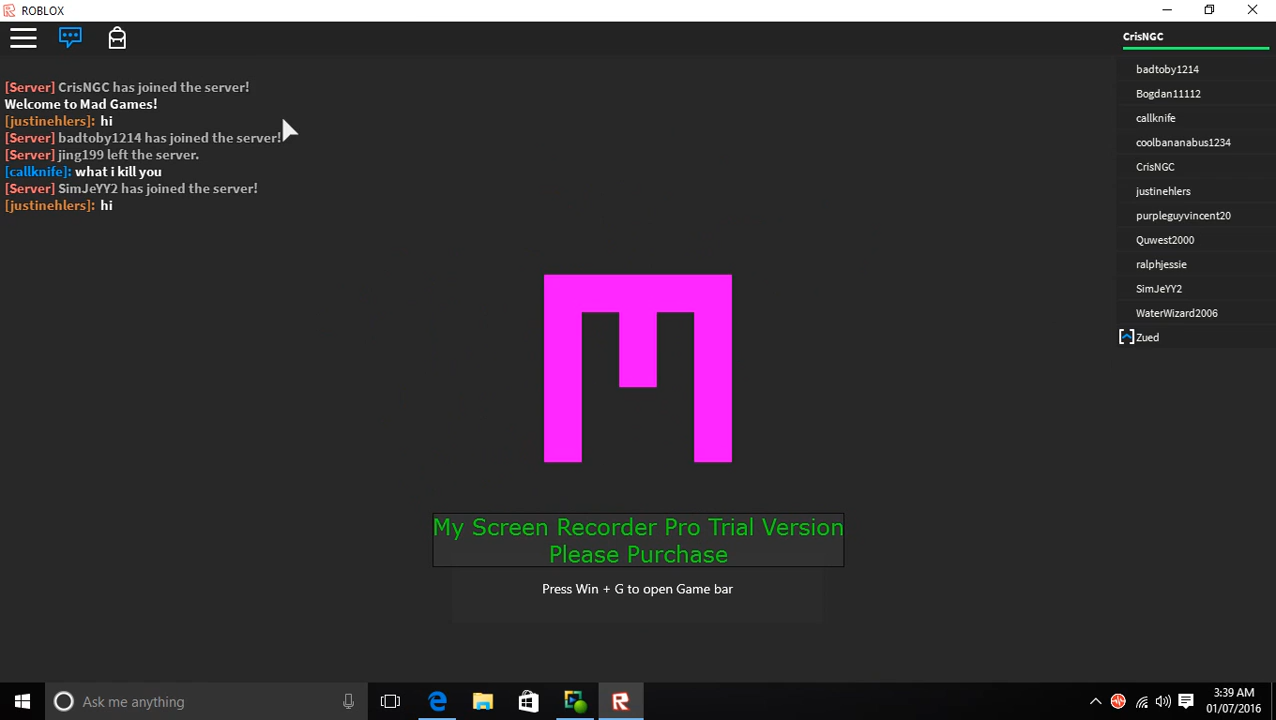 ROBLOX
CrisNGC
[Server] CrisNGC has joined the server!
Welcome to Mad Games!
[justinehlers]: hi
[Server] badtoby1214 has joined the server!
[Server] jing199 left the server.
[callknife]: what i kill you
[Server] SimJeYY2 has joined the server!
[justinehlers]: hi
badtoby1214
Bogdan11112
callknife
coolbananabus1234
CrisNGC
justinehlers
purpleguyvincent20
Quwest2000
ralphjessie
SimJeYY2
WaterWizard2006
Zued
M
My Screen Recorder Pro Trial Version
Please Purchase
Press Win + G to open Game bar
Ask me anything
3:39 AM
01/07/2016